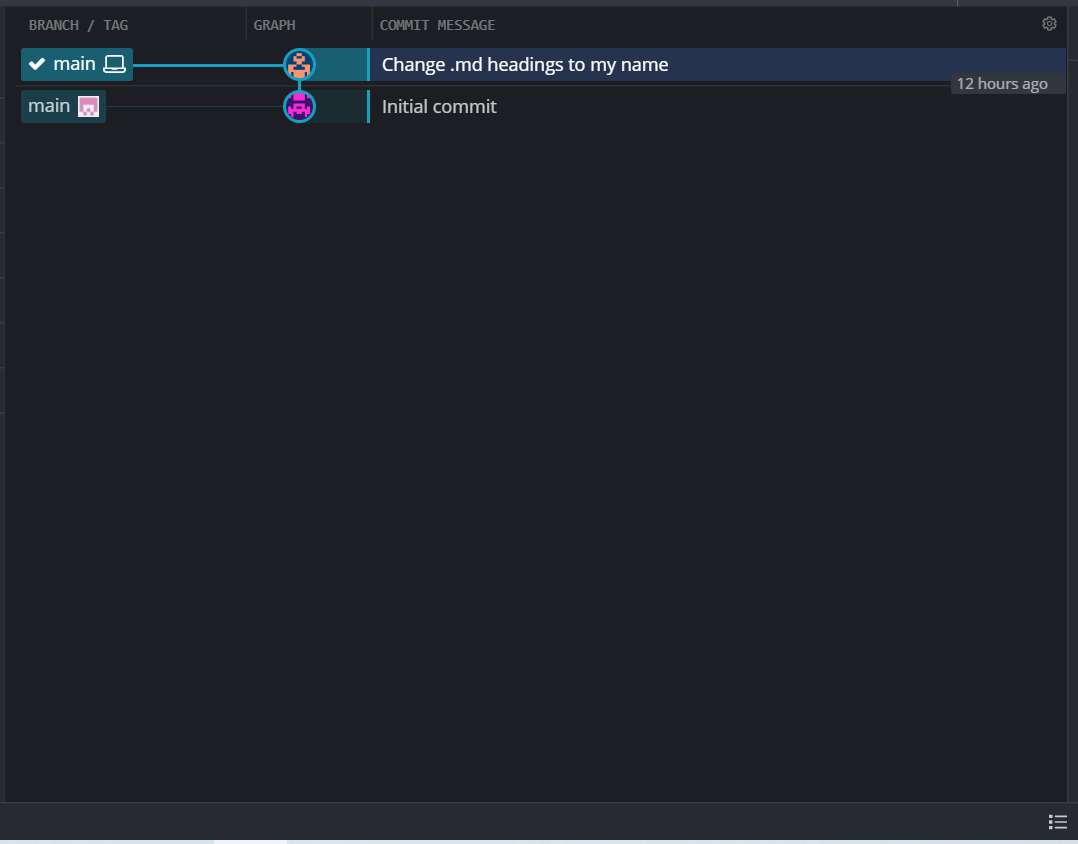 BRANCH / TAG GRAPH COMMIT MESSAGE
main Change .md headings to my name
12 hours ago
main Initial commit